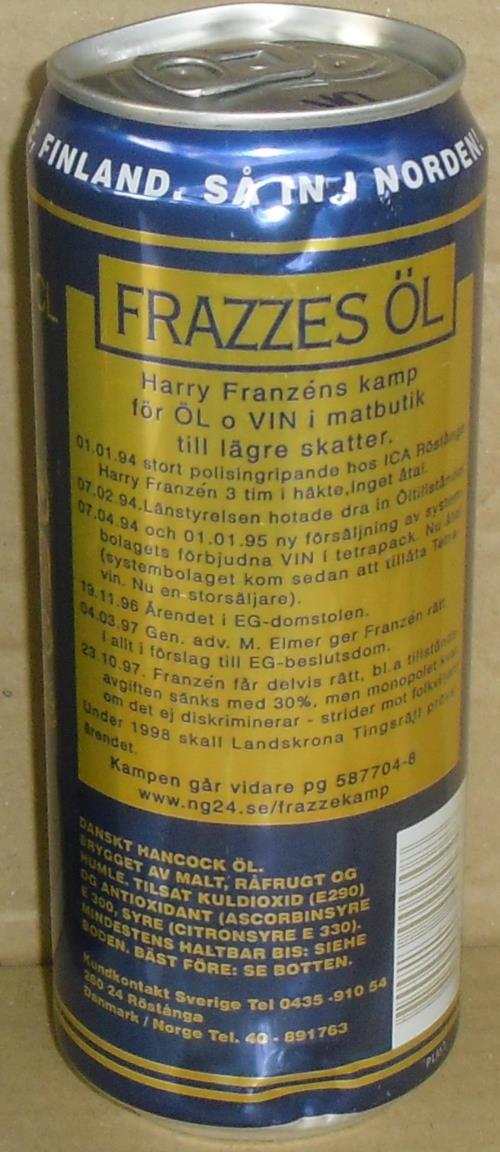 FINLAND. SÅ IN I NORDEN!
CL
FRAZZES ÖL
Harry Franzéns kamp
för ÖL o VIN i matbutik
till lägre skatter.
01.01.94 stort polisingripande hos ICA Röstånga
Harry Franzén 3 tim i häkte,Inget åtal.
07.02.94.Länstyrelsen hotade dra in Öltillståndet
07.04.94 och 01.01.95 ny försäljning av system-
bolagets förbjudna VIN i tetrapack. Nu åtal
(systembolaget kom sedan att tillåta Tetra-
vin. Nu en storsäljare).
19.11.96 Ärendet i EG-domstolen.
04.03.97 Gen. adv. M. Elmer ger Franzén rätt
i allt i förslag till EG-beslutsdom.
23.10.97. Franzén får delvis rätt, bl.a tillstånds
avgiften sänks med 30%, men monopolet kvar
om det ej diskriminerar - strider mot folkviljan
Under 1998 skall Landskrona Tingsrätt pröva
ärendet.
Kampen går vidare pg 587704-8
www.ng24.se/frazzekamp
DANSKT HANCOCK ÖL.
BRYGGET AV MALT, RÅFRUGT OG
HUMLE. TILSAT KULDIOXID (E290)
OG ANTIOXIDANT (ASCORBINSYRE
E 300, SYRE (CITRONSYRE E 330).
MINDESTENS HALTBAR BIS: SIEHE
BODEN. BÄST FÖRE: SE BOTTEN.
Kundkontakt Sverige Tel 0435 -910 54
260 24 Röstånga
Danmark / Norge Tel. 40 - 891763